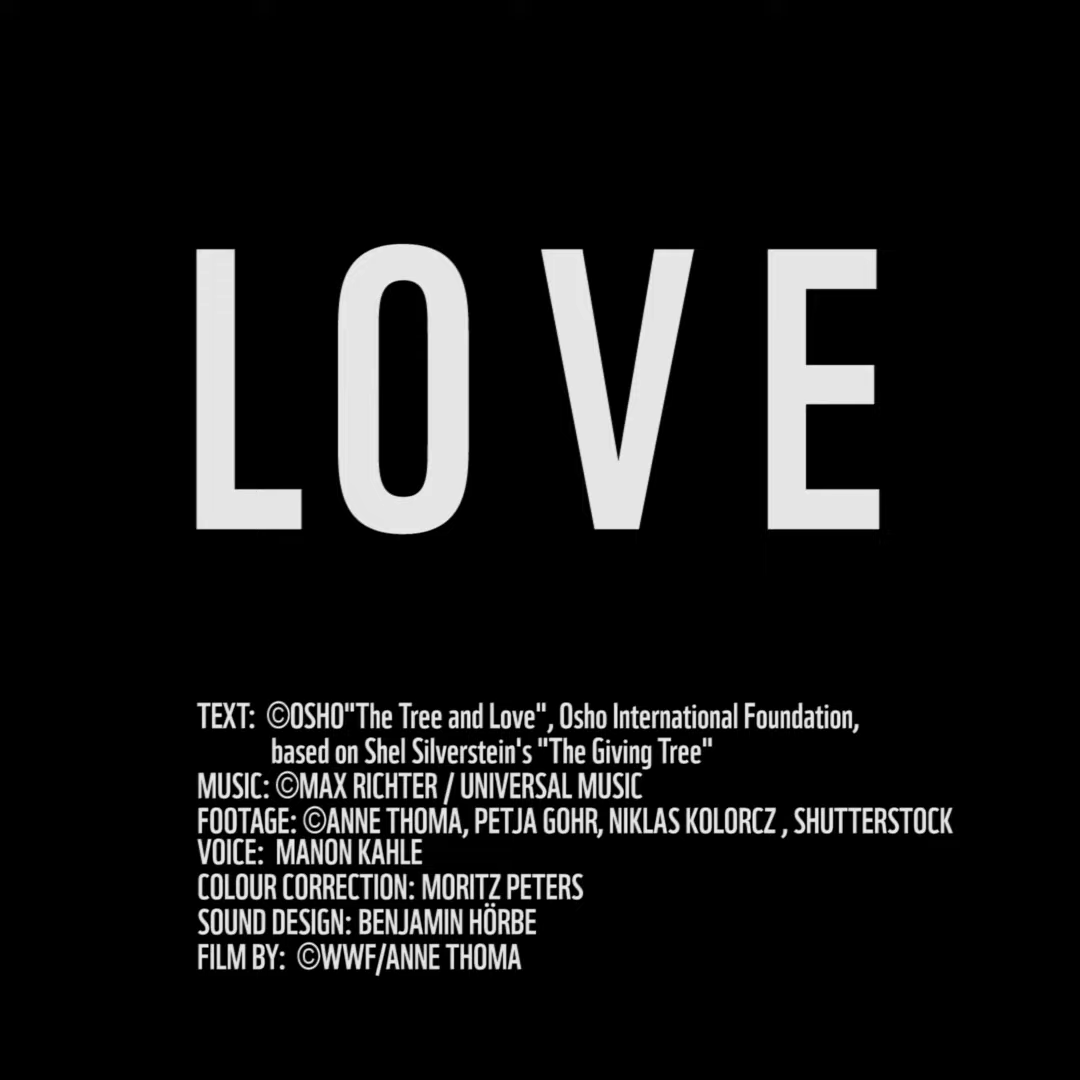 LOVE
TEXT: ©OSHO"The Tree and Love", Osho International Foundation,
based on Shel Silverstein's "The Giving Tree"
MUSIC: ©MAX RICHTER / UNIVERSAL MUSIC
FOOTAGE: ©ANNE THOMA, PETJA GOHR, NIKLAS KOLORCZ , SHUTTERSTOCK
VOICE: MANON KAHLE
COLOUR CORRECTION: MORITZ PETERS
SOUND DESIGN: BENJAMIN HÖRBE
FILM BY: ©WWF/ANNE THOMA